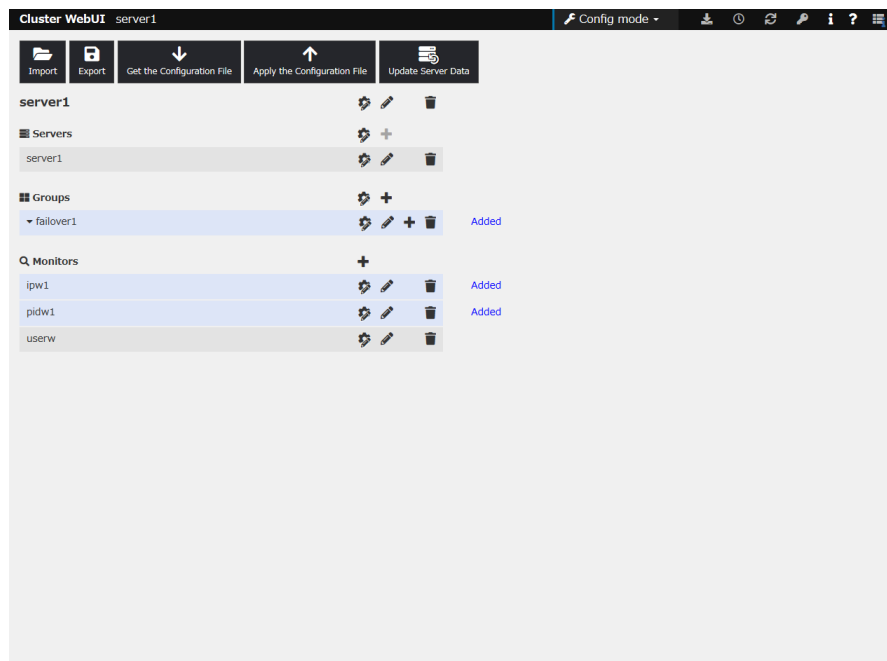 Cluster WebUI server1 Config mode
Import Export Get the Configuration File Apply the Configuration File Update Server Data
server1
Servers
server1
Groups
failover1 Added
Monitors
ipw1 Added
pidw1 Added
userw